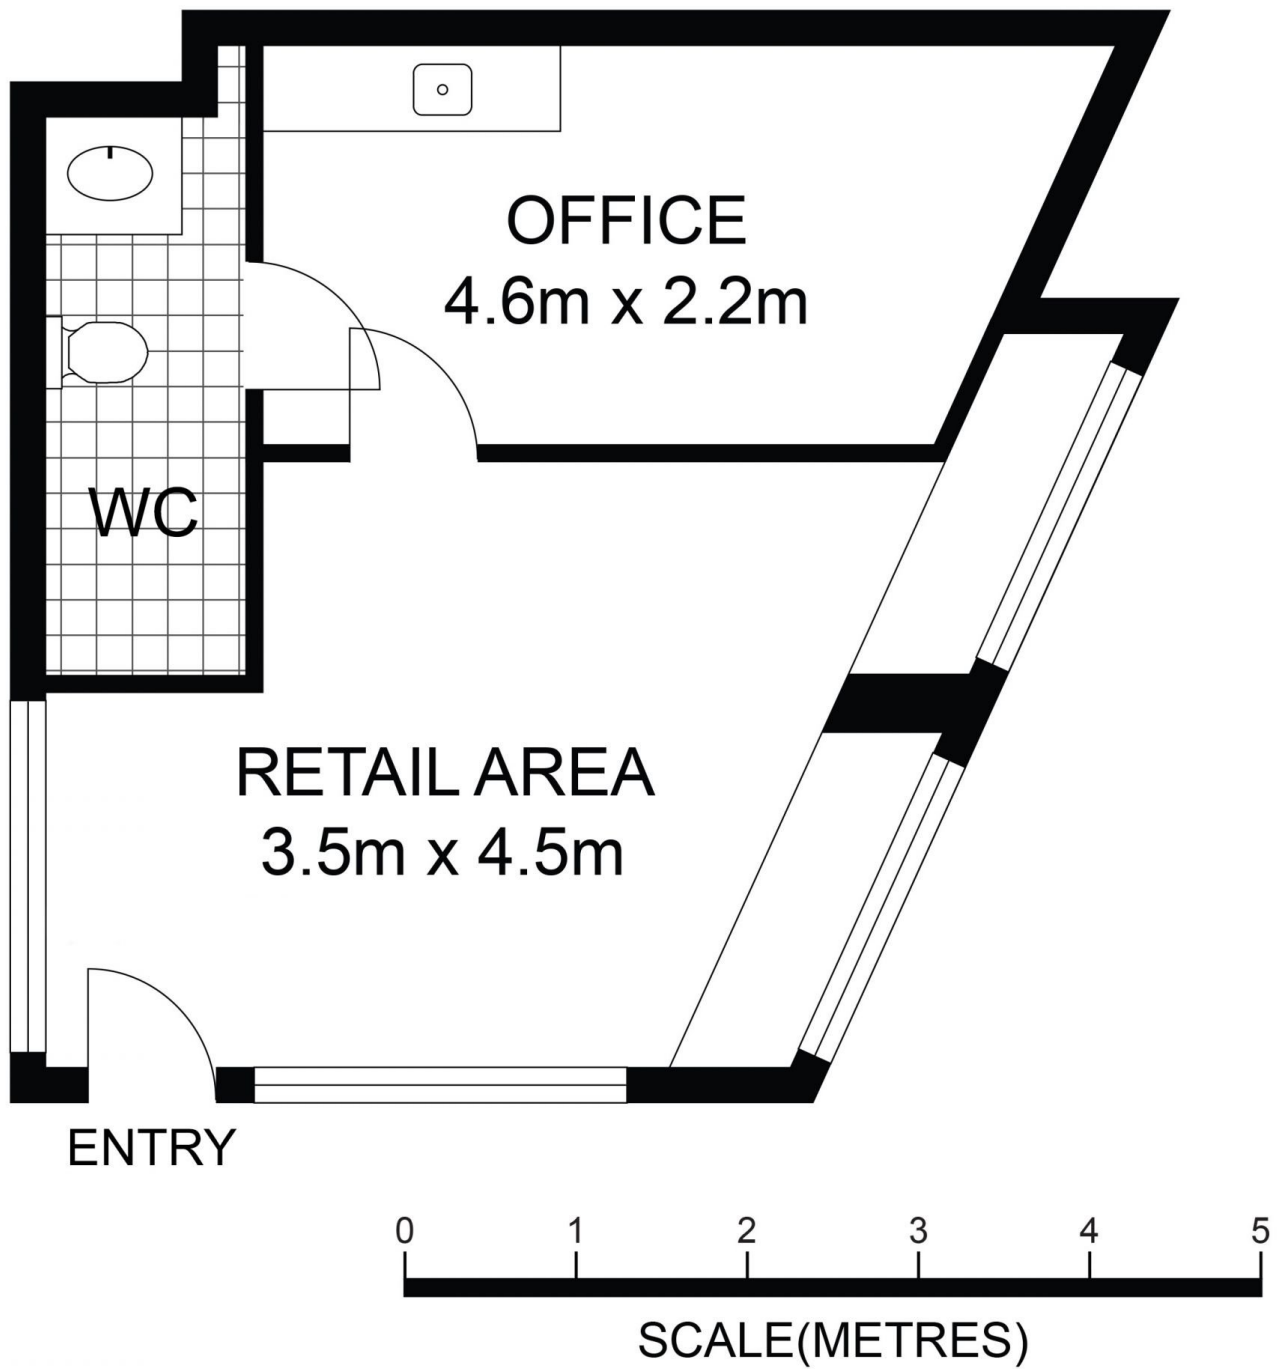 OFFICE
4.6m x 2.2m
WC
RETAIL AREA
3.5m x 4.5m
ENTRY
0 1 2 3 4 5
SCALE(METRES)